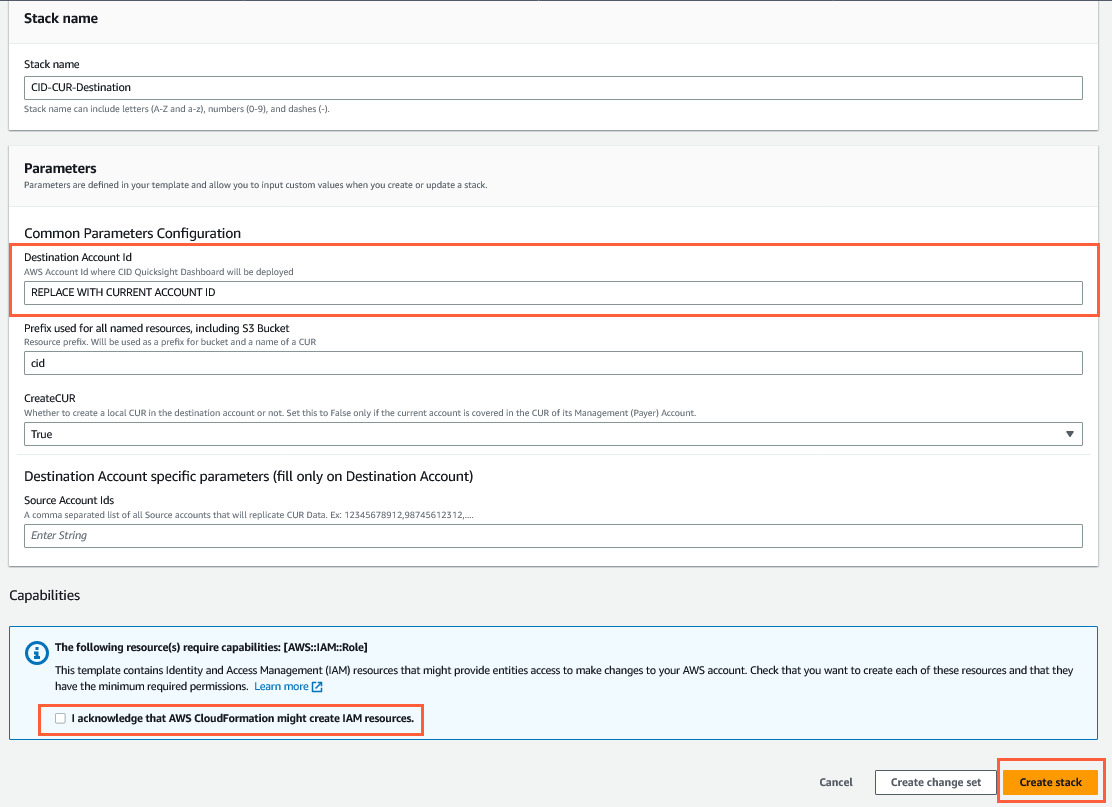 Stack name
Stack name
CID-CUR-Destination
Stack name can include letters (A-Z and a-z), numbers (0-9), and dashes (-).
Parameters
Parameters are defined in your template and allow you to input custom values when you create or update a stack.
Common Parameters Configuration
Destination Account Id
AWS Account Id where CID Quicksight Dashboard will be deployed
REPLACE WITH CURRENT ACCOUNT ID
Prefix used for all named resources, including S3 Bucket
Resource prefix. Will be used as a prefix for bucket and a name of a CUR
cid
CreateCUR
Whether to create a local CUR in the destination account or not. Set this to False only if the current account is covered in the CUR of its Management (Payer) Account.
True
Destination Account specific parameters (fill only on Destination Account)
Source Account Ids
A comma separated list of all Source accounts that will replicate CUR Data. Ex: 12345678912,98745612312,....
Enter String
Capabilities
The following resource(s) require capabilities: [AWS::IAM::Role]
This template contains Identity and Access Management (IAM) resources that might provide entities access to make changes to your AWS account. Check that you want to create each of these resources and that they
have the minimum required permissions. Learn more
I acknowledge that AWS CloudFormation might create IAM resources.
Cancel Create change set Create stack